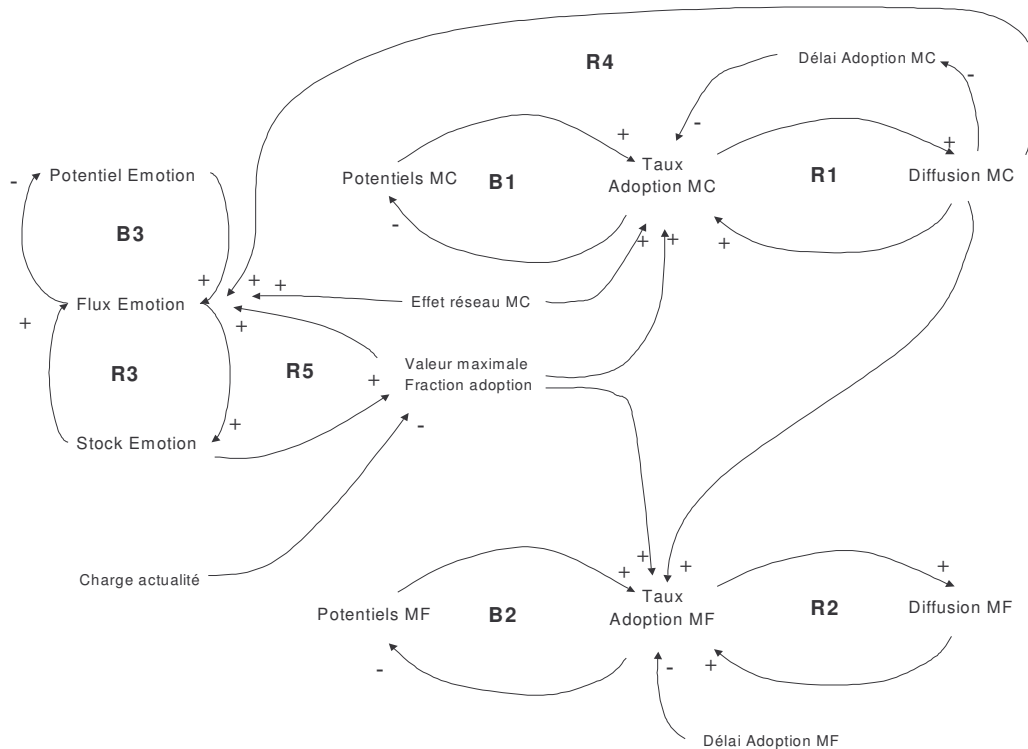 R4
Délai Adoption MC
-
-
+
+
Potentiels MC
B1
Taux
Adoption MC
R1
Diffusion MC
-
+
+
+
-
Potentiel Emotion
B3
+
+
+
Flux Emotion
Effet réseau MC
+
+
R3
R5
Valeur maximale
Fraction adoption
+
-
+
Stock Emotion
Charge actualité
+
+
+
+
Potentiels MF
B2
Taux
Adoption MF
R2
Diffusion MF
-
-
+
Délai Adoption MF